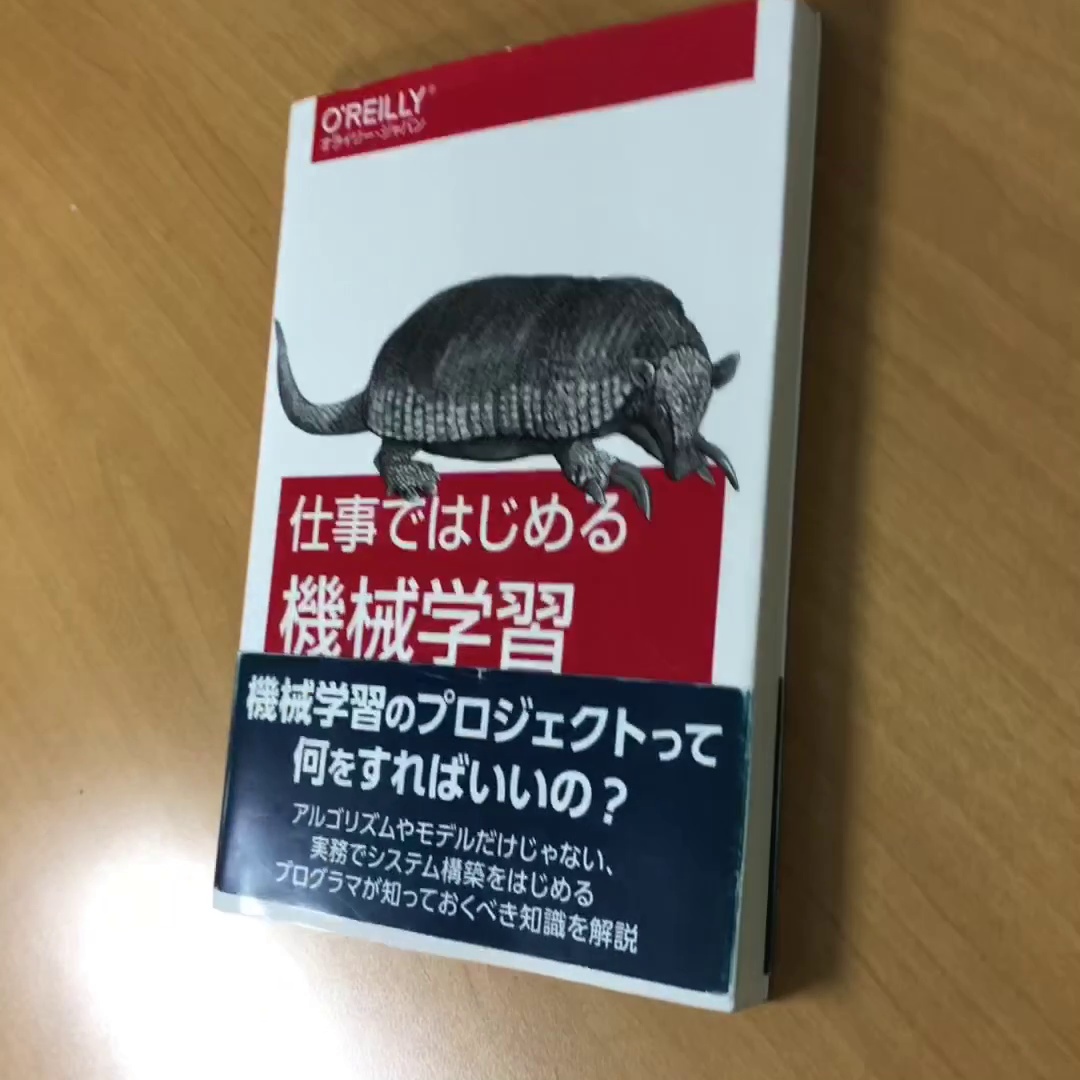 O'REILLY®
オライリー・ジャパン
仕事ではじめる
機械学習
機械学習のプロジェクトって
何をすればいいの？
アルゴリズムやモデルだけじゃない、
実務でシステム構築をはじめる
プログラマが知っておくべき知識を解説